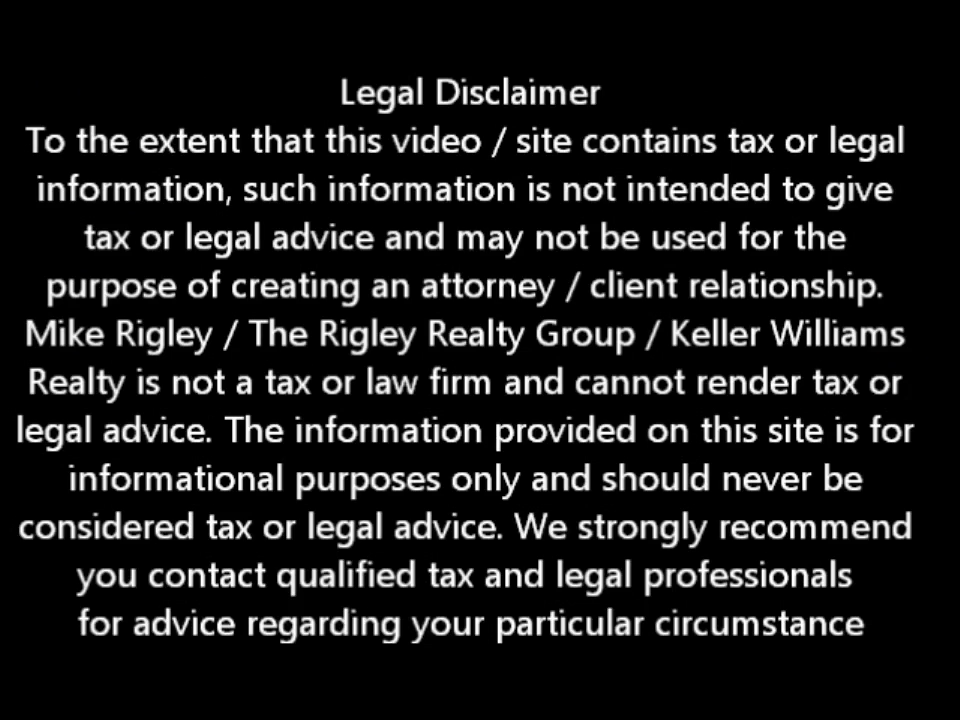 Legal Disclaimer
To the extent that this video / site contains tax or legal
information, such information is not intended to give
tax or legal advice and may not be used for the
purpose of creating an attorney / client relationship.
Mike Rigley / The Rigley Realty Group / Keller Williams
Realty is not a tax or law firm and cannot render tax or
legal advice. The information provided on this site is for
informational purposes only and should never be
considered tax or legal advice. We strongly recommend
you contact qualified tax and legal professionals
for advice regarding your particular circumstance